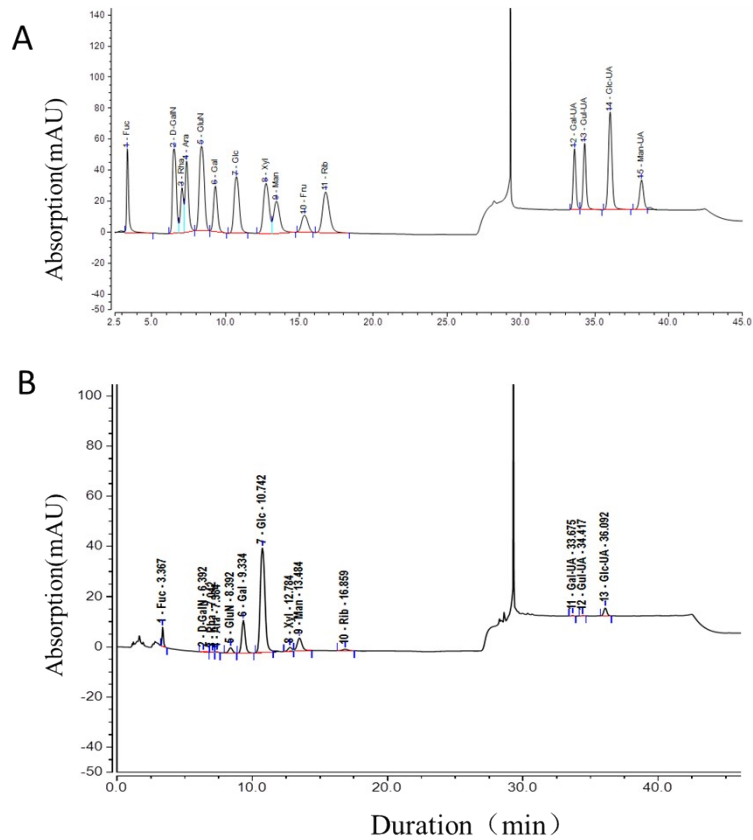 A
Absorption(mAU)
140
120
100
80
60
40
20
0
-20
-50
1 - Fuc
2 - D-GalN
3 - Rha
4 - Ara
5 - GluN
6 - Gal
7 - Glc
8 - Xyl
9 - Man
10 - Fru
11 - Rib
12 - Gal-UA
13 - Gul-UA
14 - Glc-UA
15 - Man-UA
2.5 5.0 10.0 15.0 20.0 25.0 30.0 35.0 40.0 45.0
B
Absorption(mAU)
100
80
60
40
20
0
-20
-50
1 - Fuc - 3.367
2 - D-GalN - 6.392
5 - GluN - 8.392
6 - Gal - 9.334
7 - Glc - 10.742
8 - Xyl - 12.784
9 - Man - 13.484
10 - Rib - 16.859
11 - Gal-UA - 33.675
12 - Gul-UA - 34.417
13 - Glc-UA - 36.092
0.0 10.0 20.0 30.0 40.0
Duration（min）